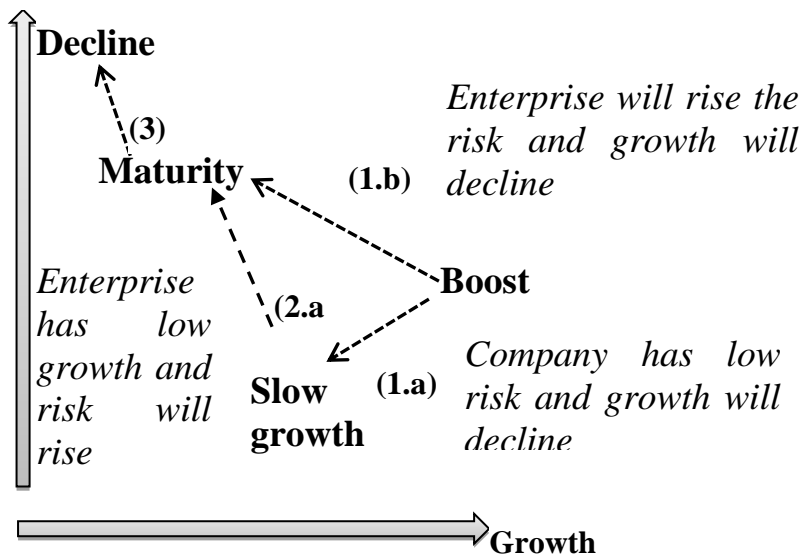 Decline
(3)
Maturity
(1.b)
Enterprise will rise the
risk and growth will
decline
Enterprise
has low
growth and
risk will
rise
(2.a
Boost
Slow
growth
(1.a)
Company has low
risk and growth will
decline
Growth